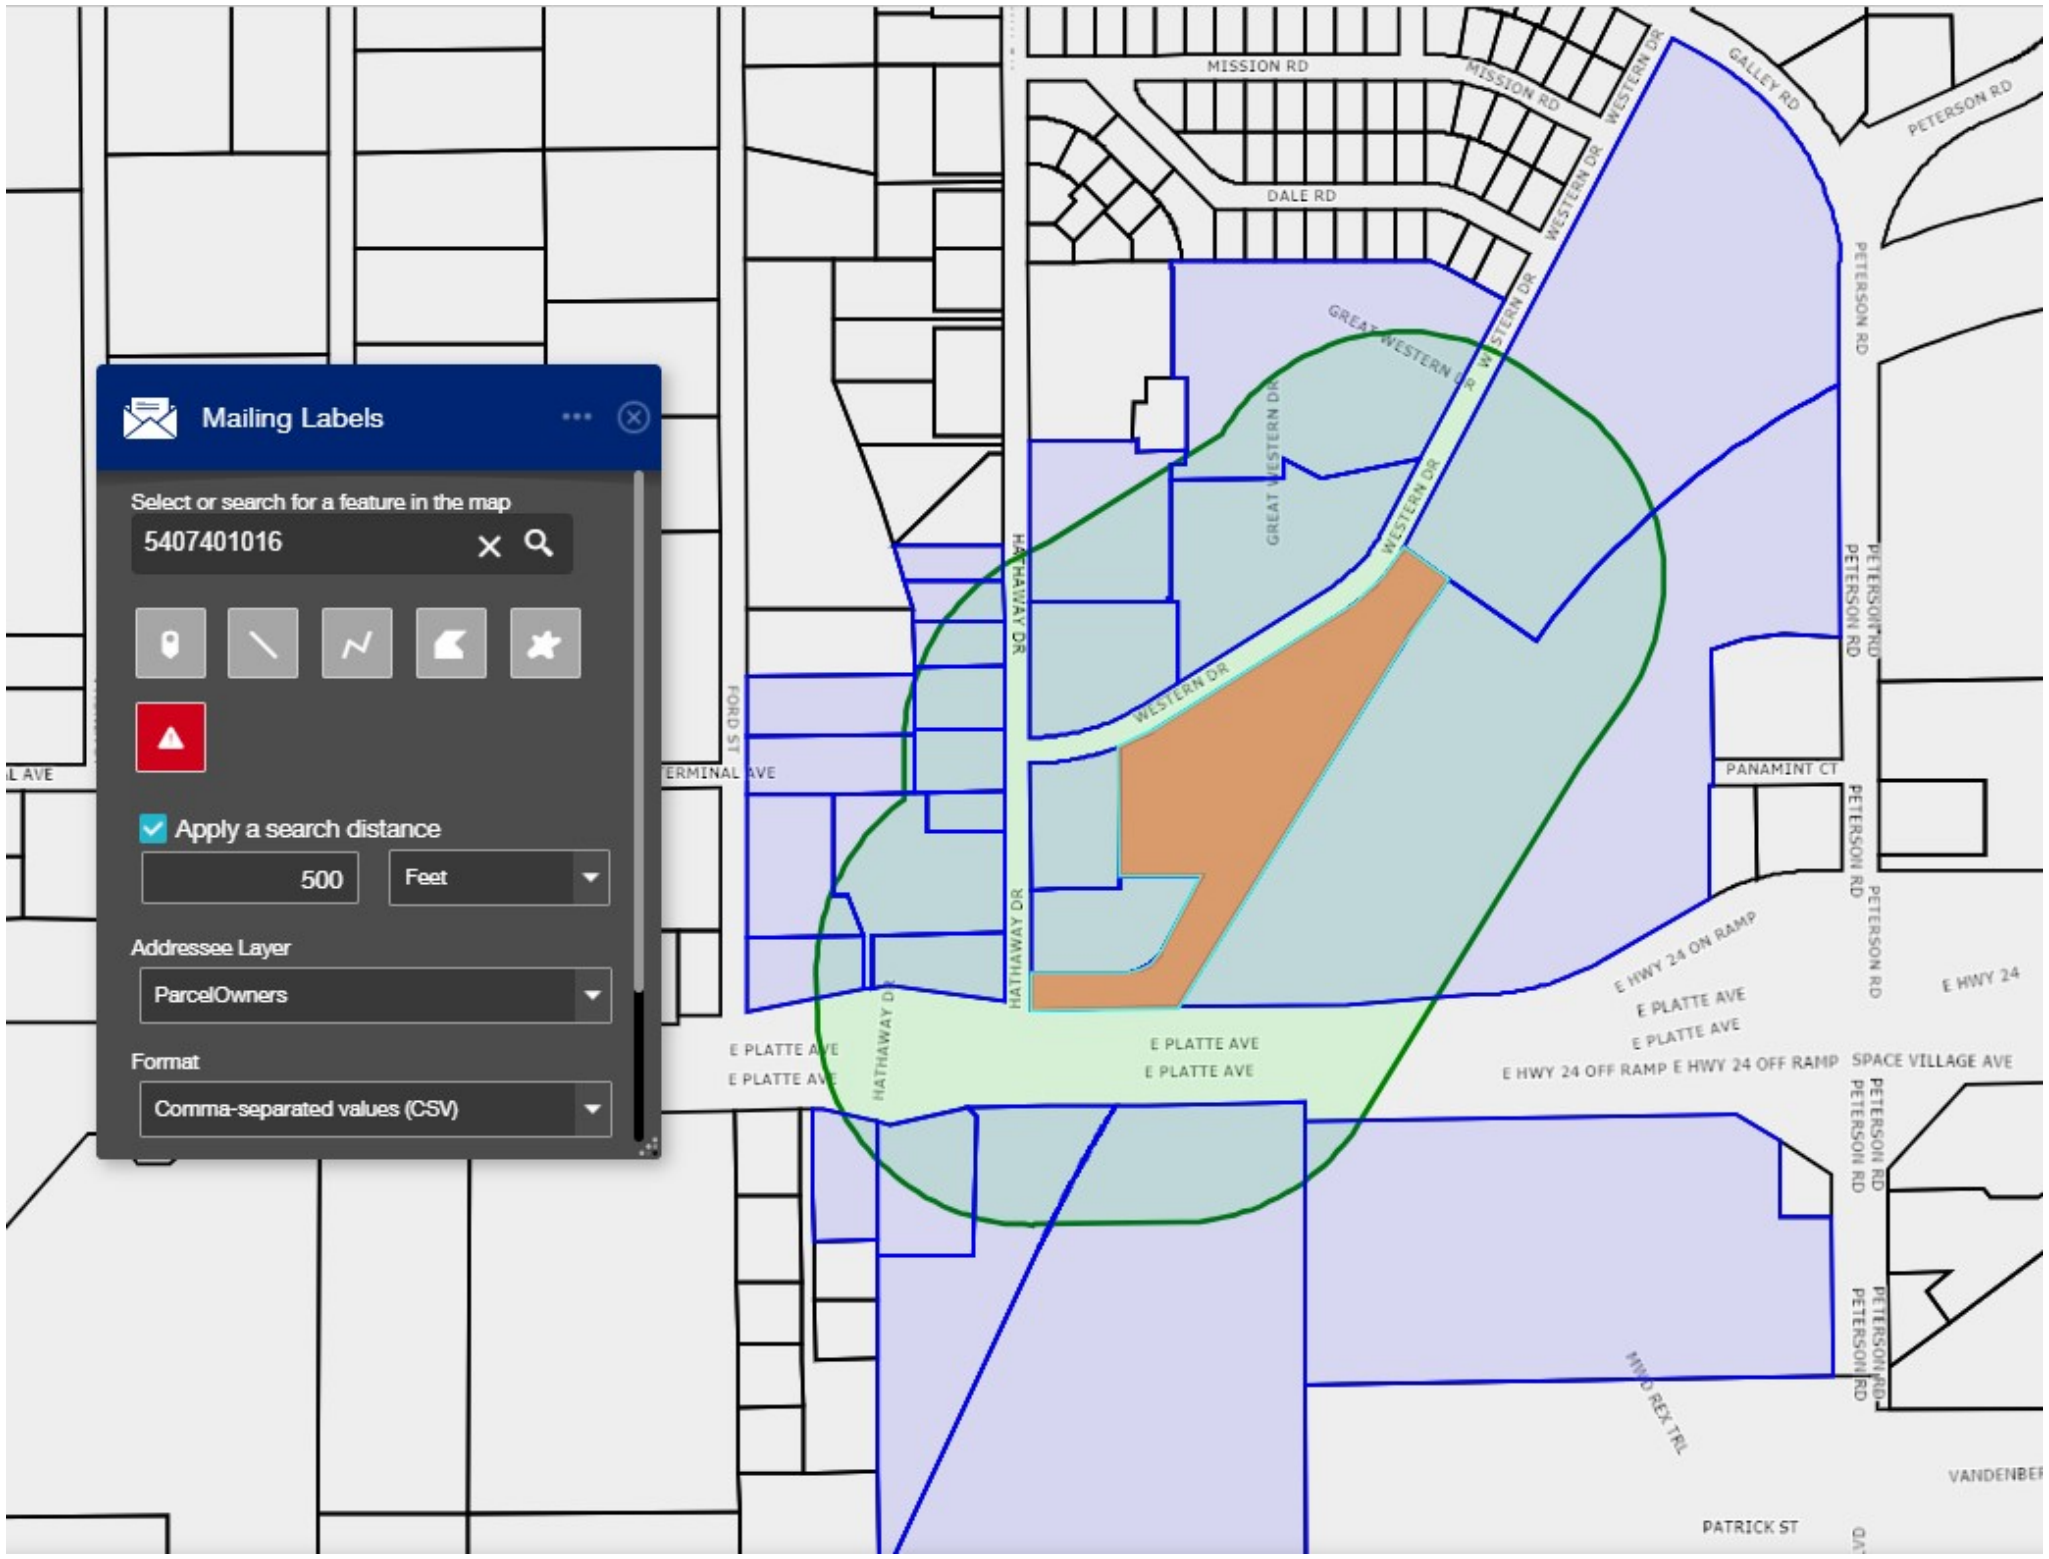 Mailing Labels
Select or search for a feature in the map
5407401016
Apply a search distance
500
Feet
Addressee Layer
ParcelOwners
Format
Comma-separated values (CSV)
MISSION RD
MISSION RD
WESTERN DR
GALLEY RD
PETERSON RD
WESTERN DR
DALE RD
WESTERN DR
PETERSON RD
GREAT WESTERN DR
WESTERN DR
GREAT WESTERN DR
WESTERN DR
HATHAWAY DR
PETERSON RD
PETERSON RD
WESTERN DR
FORD ST
L AVE
ERMINAL AVE
PANAMINT CT
PETERSON RD
HATHAWAY DR
PETERSON RD
E HWY 24 ON RAMP
E HWY 24
HATHAWAY DR
E PLATTE AVE
E PLATTE AVE
E PLATTE AVE
E PLATTE AVE
E PLATTE AVE
E PLATTE AVE
E HWY 24 OFF RAMP
E HWY 24 OFF RAMP
SPACE VILLAGE AVE
PETERSON RD
PETERSON RD
PETERSON RD
PETERSON RD
MWD REX TRL
VANDENBE
PATRICK ST